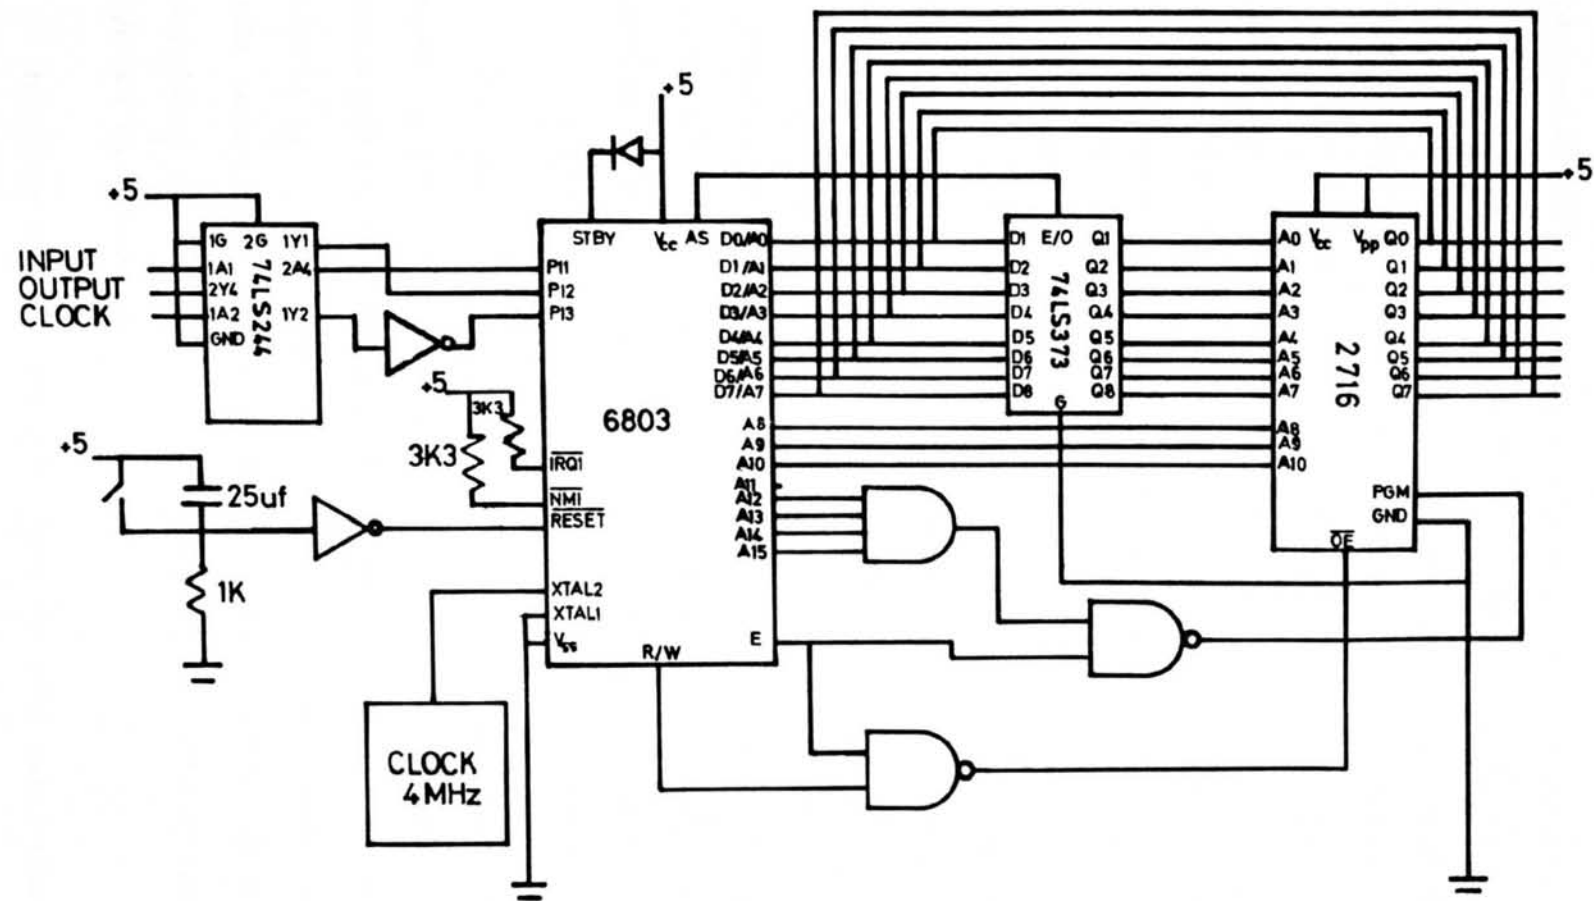 +5
+5
+5
INPUT
OUTPUT
CLOCK
1G 2G 1Y1
1A1 2A4
2Y4
1A2 1Y2
GND
74LS244
STBY Vcc AS D0/A0
P11 D1/A1
P12 D2/A2
P13 D3/A3
D4/A4
D5/A5
D6/A6
D7/A7
6803
A8
A9
A10
A11
A12
A13
A14
A15
IRQ1
NMI
RESET
XTAL2
XTAL1
Vss
R/W
E
D1 E/O Q1
D2 Q2
D3 Q3
D4 Q4
D5 Q5
D6 Q6
D7 Q7
D8 Q8
G
74LS373
A0 Vcc Vpp Q0
A1 Q1
A2 Q2
A3 Q3
A4 Q4
A5 Q5
A6 Q6
A7 Q7
A8
A9
A10
2716
PGM
GND
OE
+5
3K3
3K3
+5
25uf
1K
CLOCK
4MHz